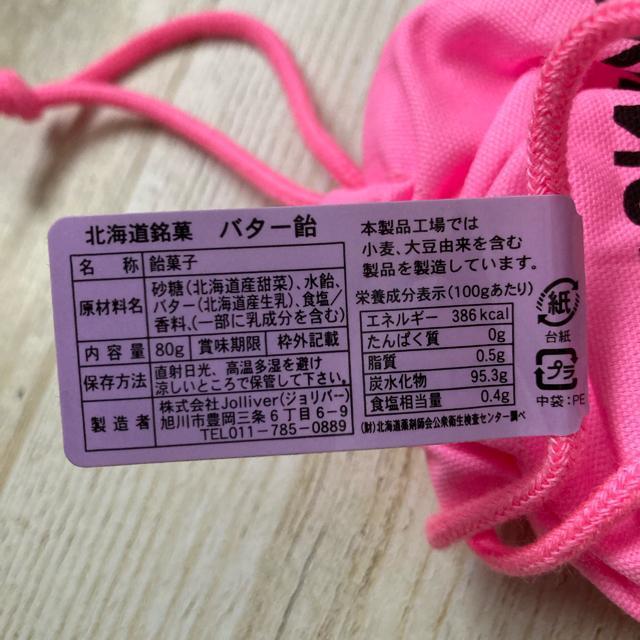 北海道銘菓 バター飴
名 称 飴菓子
原材料名 砂糖(北海道産甜菜)、水飴、
バター(北海道産生乳)、食塩/
香料、(一部に乳成分を含む)
内容量 80g 賞味期限 枠外記載
保存方法 直射日光、高温多湿を避け
涼しいところで保管して下さい。
製造者 株式会社Jolliver(ジョリバー)
旭川市豊岡三条6丁目6-9
TEL011-785-0889
本製品工場では
小麦、大豆由来を含む
製品を製造しています。
栄養成分表示(100gあたり)
エネルギー 386kcal
たんぱく質 0g
脂質 0.5g
炭水化物 95.3g
食塩相当量 0.4g
(財)北海道薬剤師会公衆衛生検査センター調べ
紙
台紙
プラ
中袋:PE